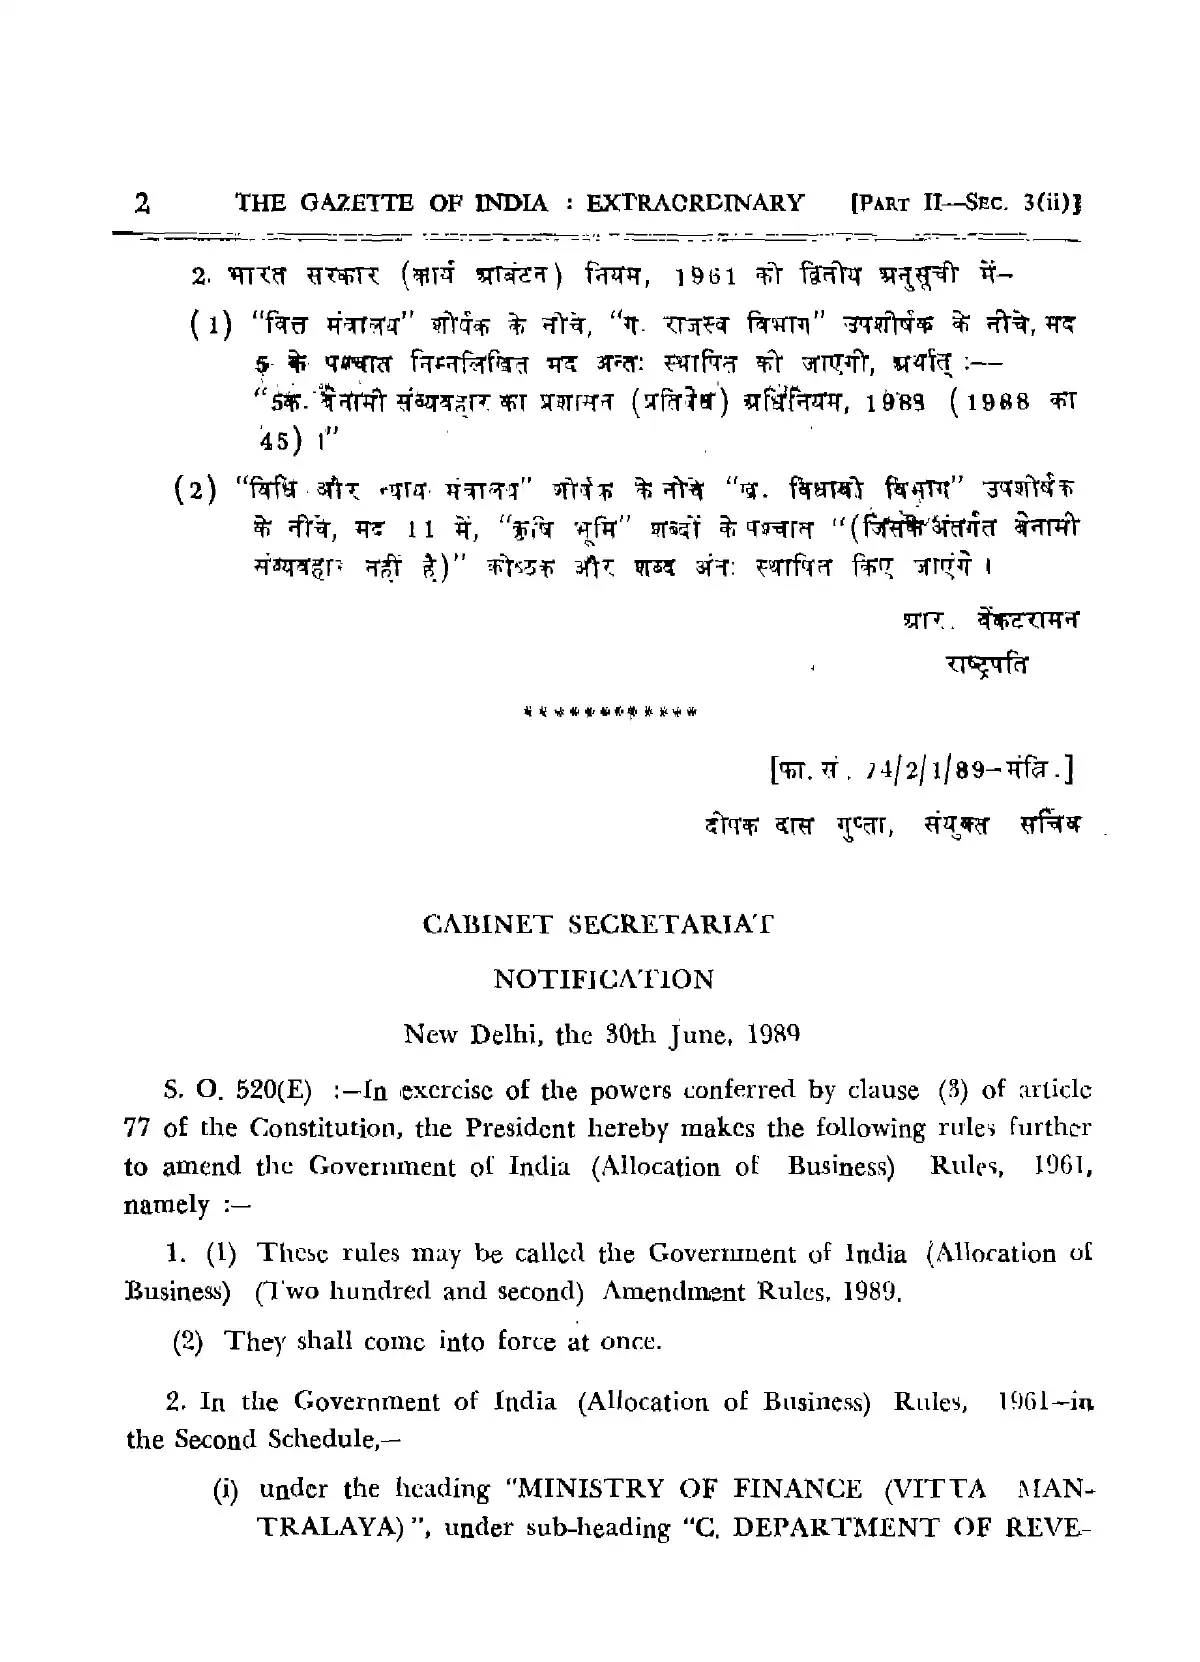 2 THE GAZETTE OF INDIA : EXTRAORDINARY [PART II—SEC. 3(ii)]
2. भारत सरकार (कार्य आबंटन) नियम, 1961 की द्वितीय अनुसूची में—
(1) "वित्त मंत्रालय" शीर्षक के नीचे, "ग. राजस्व विभाग" उपशीर्षक के नीचे, मद
5 के पश्चात निम्नलिखित मद अन्तः स्थापित की जाएगी, अर्थात् :—
"5क. बेनामी संव्यवहार का प्रशासन (प्रतिषेध) अधिनियम, 1988 (1988 का
45) ।"
(2) "विधि और न्याय मंत्रालय" शीर्षक के नीचे "ख. विधायी विभाग" उपशीर्षक
के नीचे, मद 11 में, "कृषि भूमि" शब्दों के पश्चात "(जिसके अंतर्गत बेनामी
संव्यवहार नहीं है)" कोष्ठक और शब्द अंतः स्थापित किए जाएंगे ।
आर. वेंकटरामन
राष्ट्रपति
************
[फा. सं. 74/2/1/89-मंत्रि.]
दीपक दास गुप्ता, संयुक्त सचिव
CABINET SECRETARIAT
NOTIFICATION
New Delhi, the 30th June, 1989
S. O. 520(E) :—In exercise of the powers conferred by clause (3) of article
77 of the Constitution, the President hereby makes the following rules further
to amend the Government of India (Allocation of Business) Rules, 1961,
namely :—
1. (1) These rules may be called the Government of India (Allocation of
Business) (Two hundred and second) Amendment Rules, 1989.
(2) They shall come into force at once.
2. In the Government of India (Allocation of Business) Rules, 1961—in
the Second Schedule,—
(i) under the heading "MINISTRY OF FINANCE (VITTA MAN-
TRALAYA)", under sub-heading "C. DEPARTMENT OF REVE-